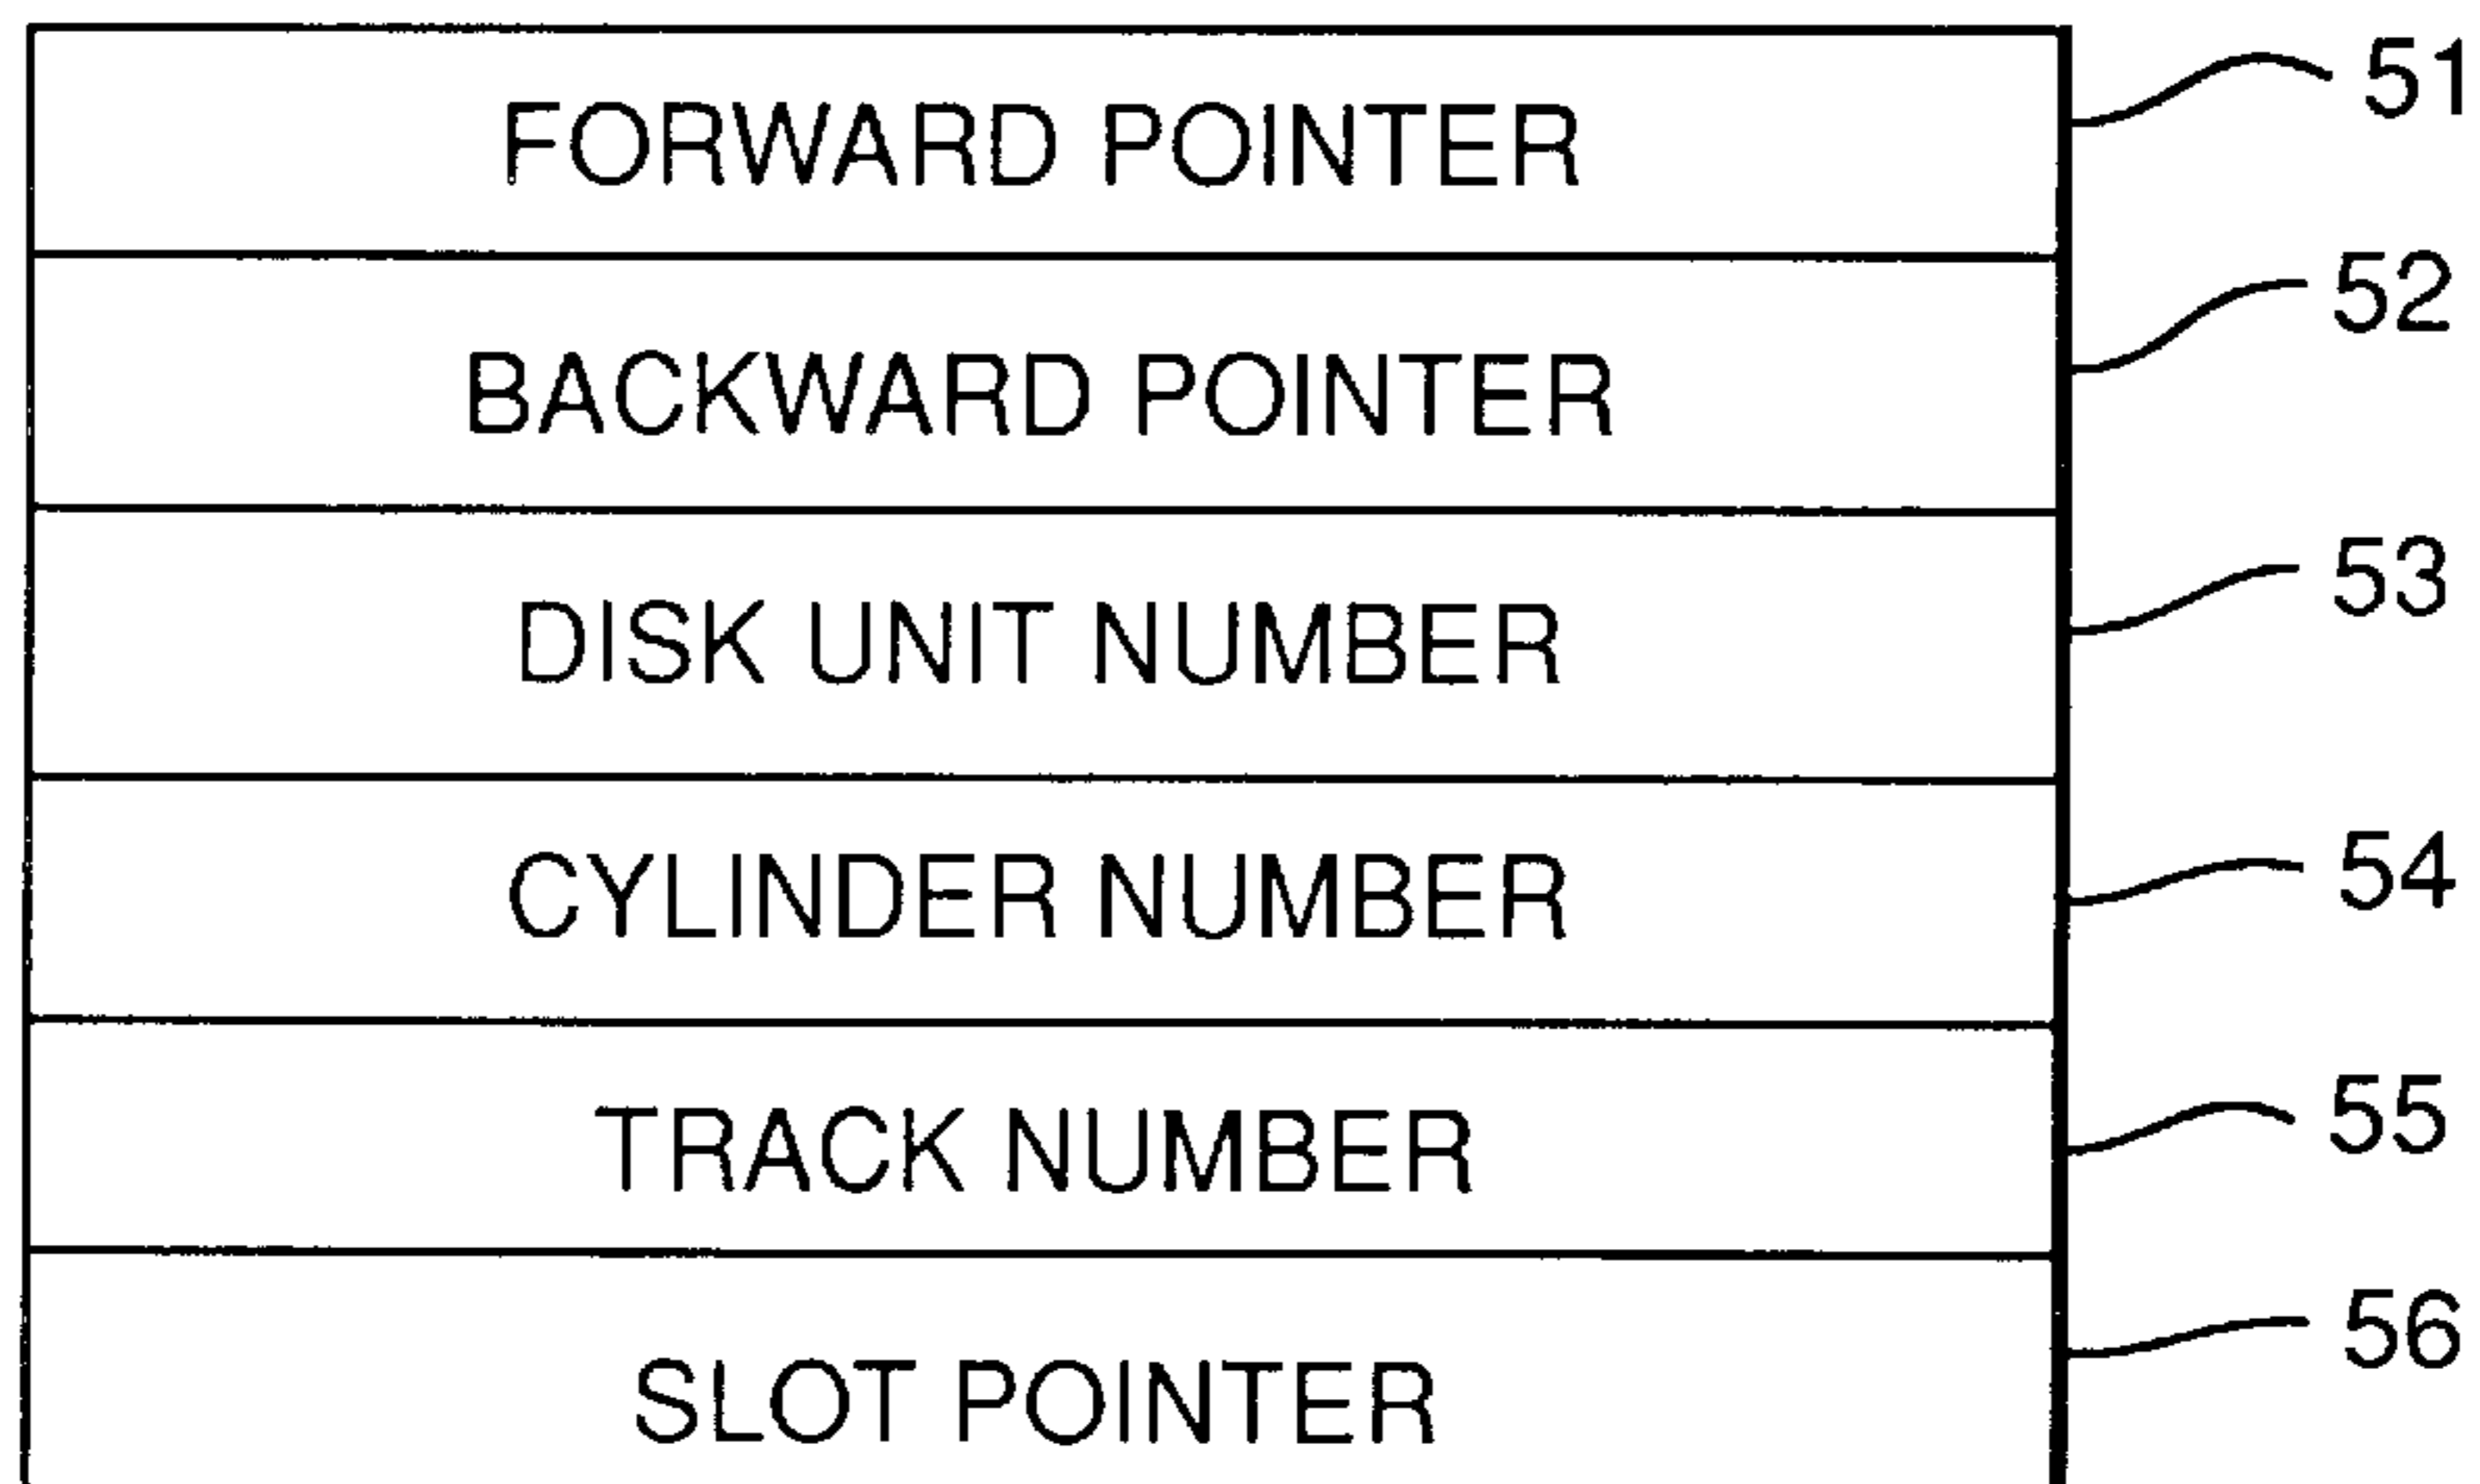 FORWARD POINTER 51
BACKWARD POINTER 52
DISK UNIT NUMBER 53
CYLINDER NUMBER 54
TRACK NUMBER 55
SLOT POINTER 56